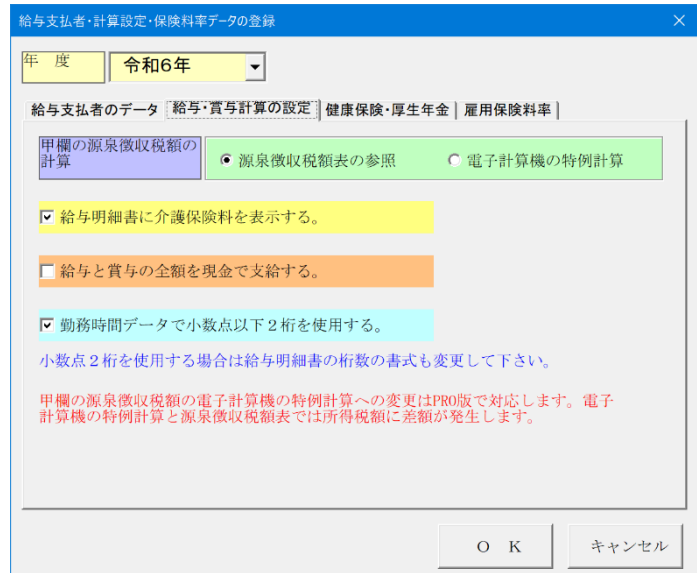 給与支払者・計算設定・保険料率データの登録
年　度
令和6年
給与支払者のデータ
給与・賞与計算の設定
健康保険・厚生年金
雇用保険料率
甲欄の源泉徴収税額の
計算
源泉徴収税額表の参照
電子計算機の特例計算
給与明細書に介護保険料を表示する。
給与と賞与の全額を現金で支給する。
勤務時間データで小数点以下２桁を使用する。
小数点２桁を使用する場合は給与明細書の桁数の書式も変更して下さい。
甲欄の源泉徴収税額の電子計算機の特例計算への変更はPRO版で対応します。電子
計算機の特例計算と源泉徴収税額表では所得税額に差額が発生します。
Ｏ　Ｋ
キャンセル